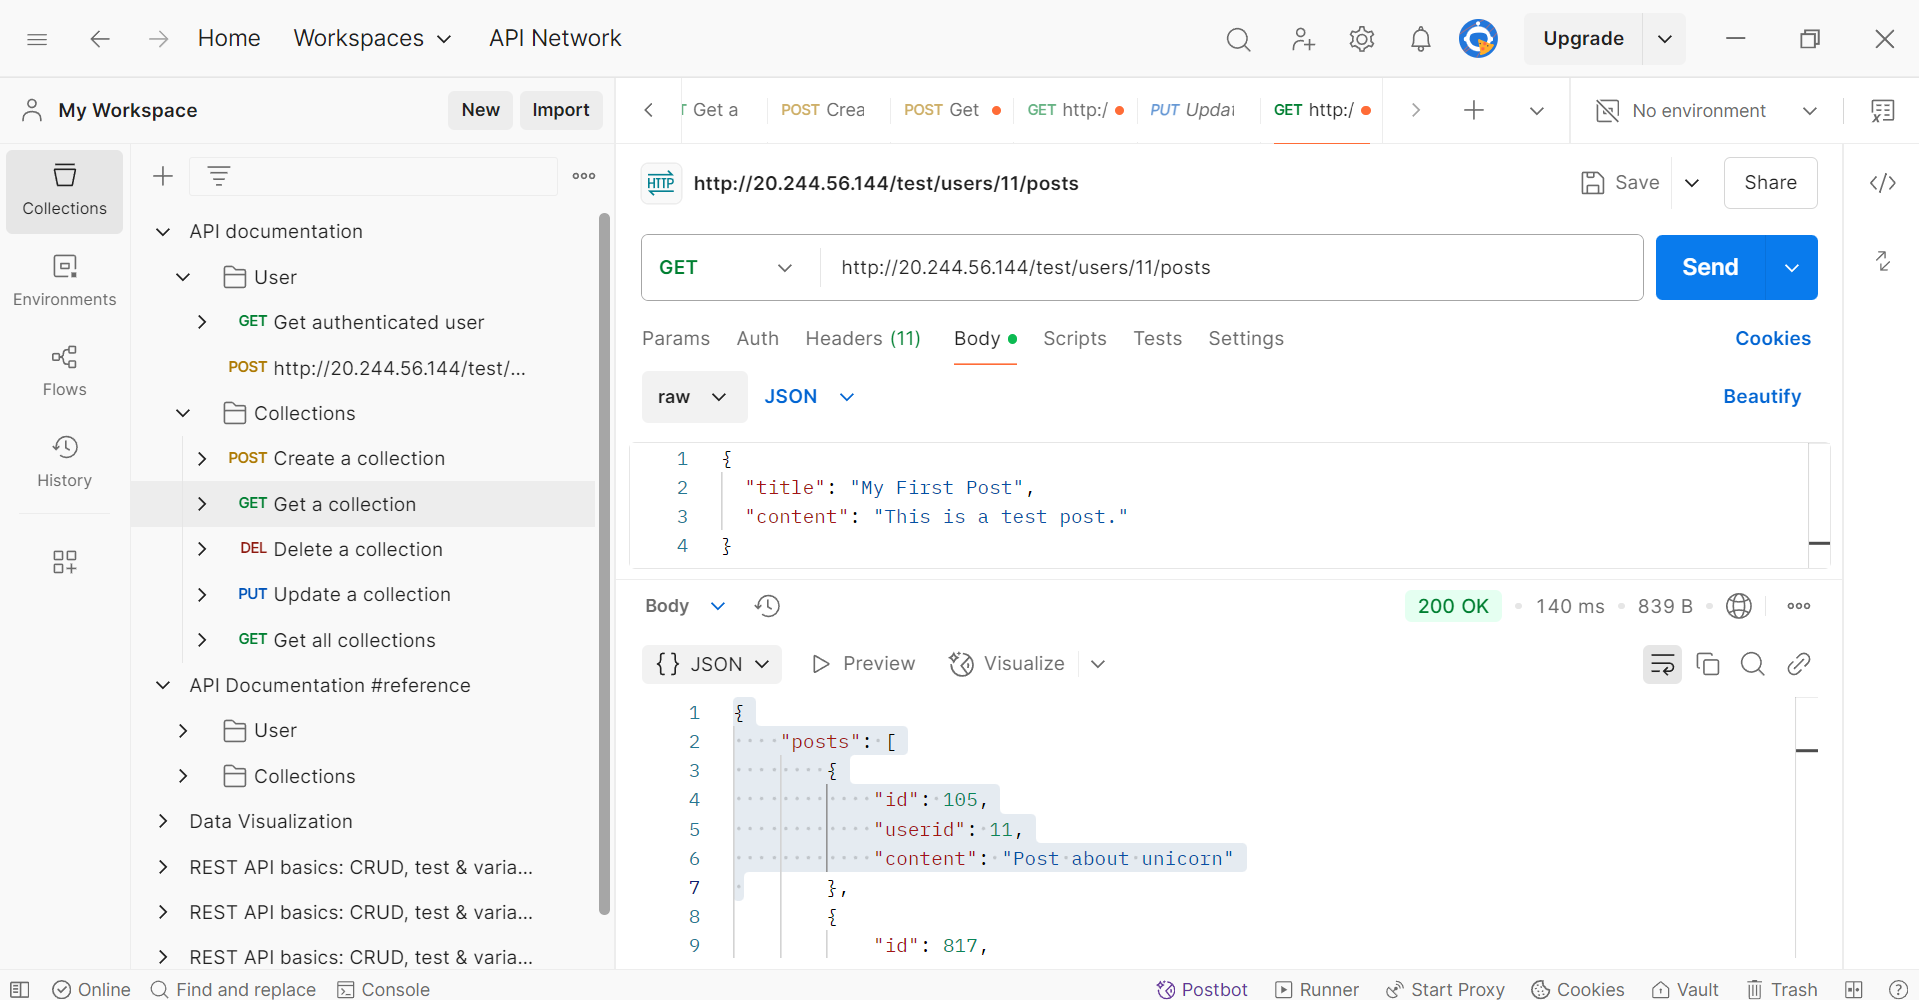 Home Workspaces API Network Upgrade
My Workspace New Import
Get a POST Crea POST Get GET http:/ PUT Updat GET http:/ No environment
Collections
Environments
Flows
History
API documentation
User
GET Get authenticated user
POST http://20.244.56.144/test/...
Collections
POST Create a collection
GET Get a collection
DEL Delete a collection
PUT Update a collection
GET Get all collections
API Documentation #reference
User
Collections
Data Visualization
REST API basics: CRUD, test & varia...
REST API basics: CRUD, test & varia...
REST API basics: CRUD, test & varia...
HTTP http://20.244.56.144/test/users/11/posts Save Share
GET http://20.244.56.144/test/users/11/posts Send
Params Auth Headers (11) Body Scripts Tests Settings Cookies
raw JSON Beautify
1 {
2 "title": "My First Post",
3 "content": "This is a test post."
4 }
Body 200 OK • 140 ms • 839 B •
{} JSON Preview Visualize
1 {
2 "posts": [
3 {
4 "id": 105,
5 "userid": 11,
6 "content": "Post about unicorn"
7 },
8 {
9 "id": 817,
Online Find and replace Console Postbot Runner Start Proxy Cookies Vault Trash